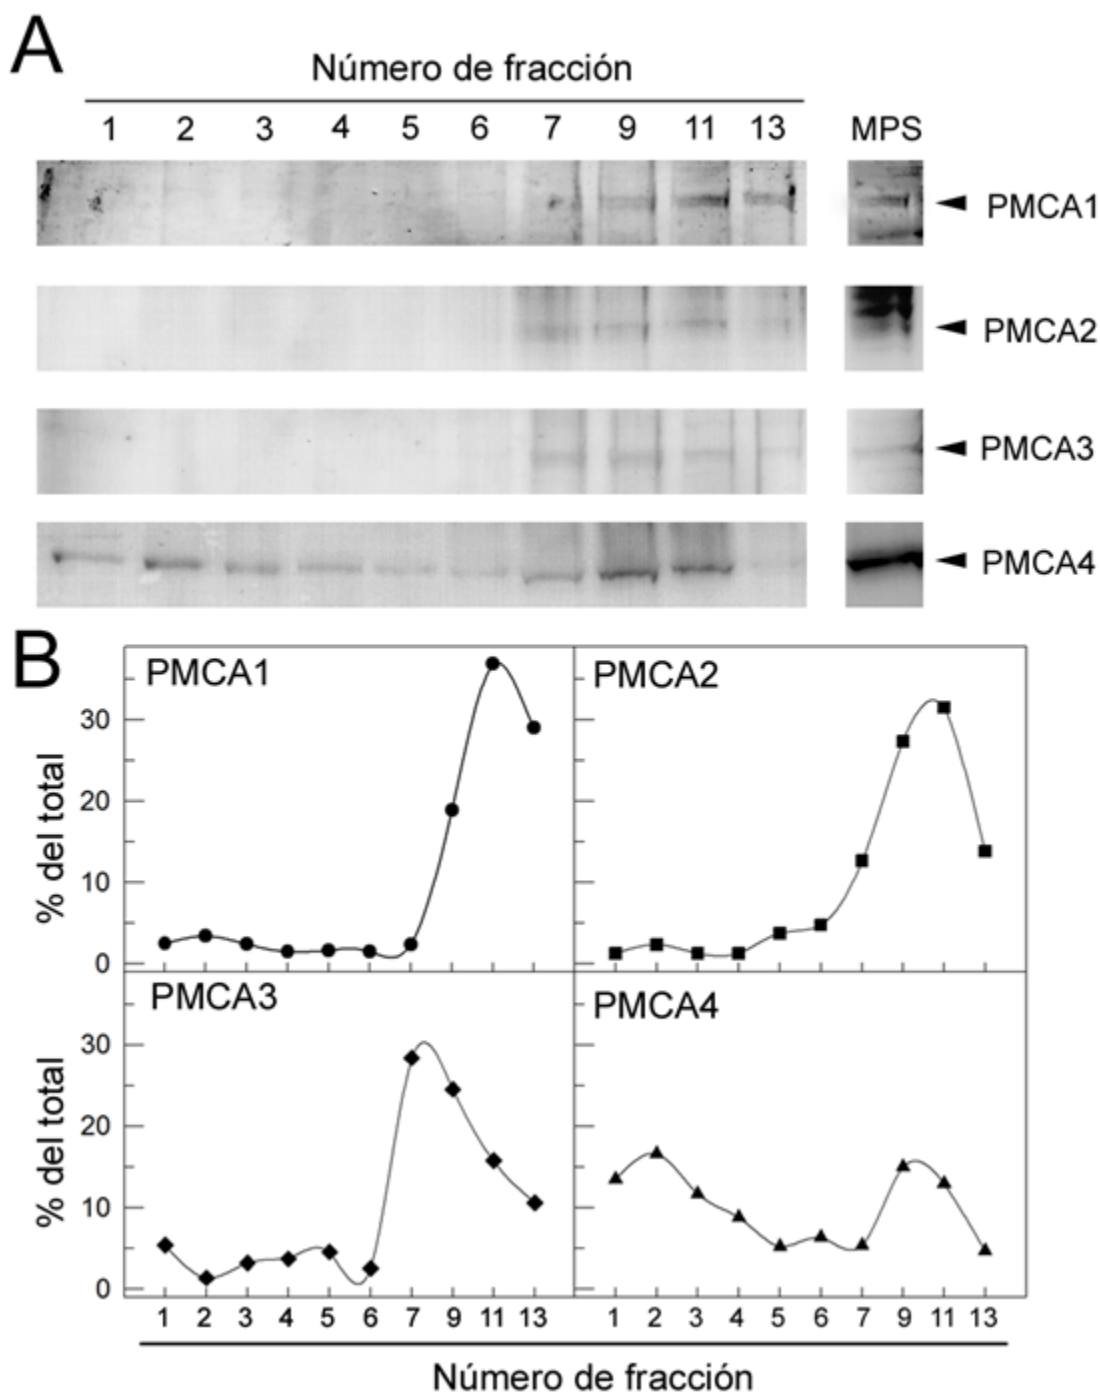 A
Número de fracción
1 2 3 4 5 6 7 9 11 13 MPS
PMCA1
PMCA2
PMCA3
PMCA4
B
PMCA1
PMCA2
30
20
10
0
% del total
PMCA3
PMCA4
30
20
10
0
% del total
1 2 3 4 5 6 7 9 11 13 1 2 3 4 5 6 7 9 11 13
Número de fracción